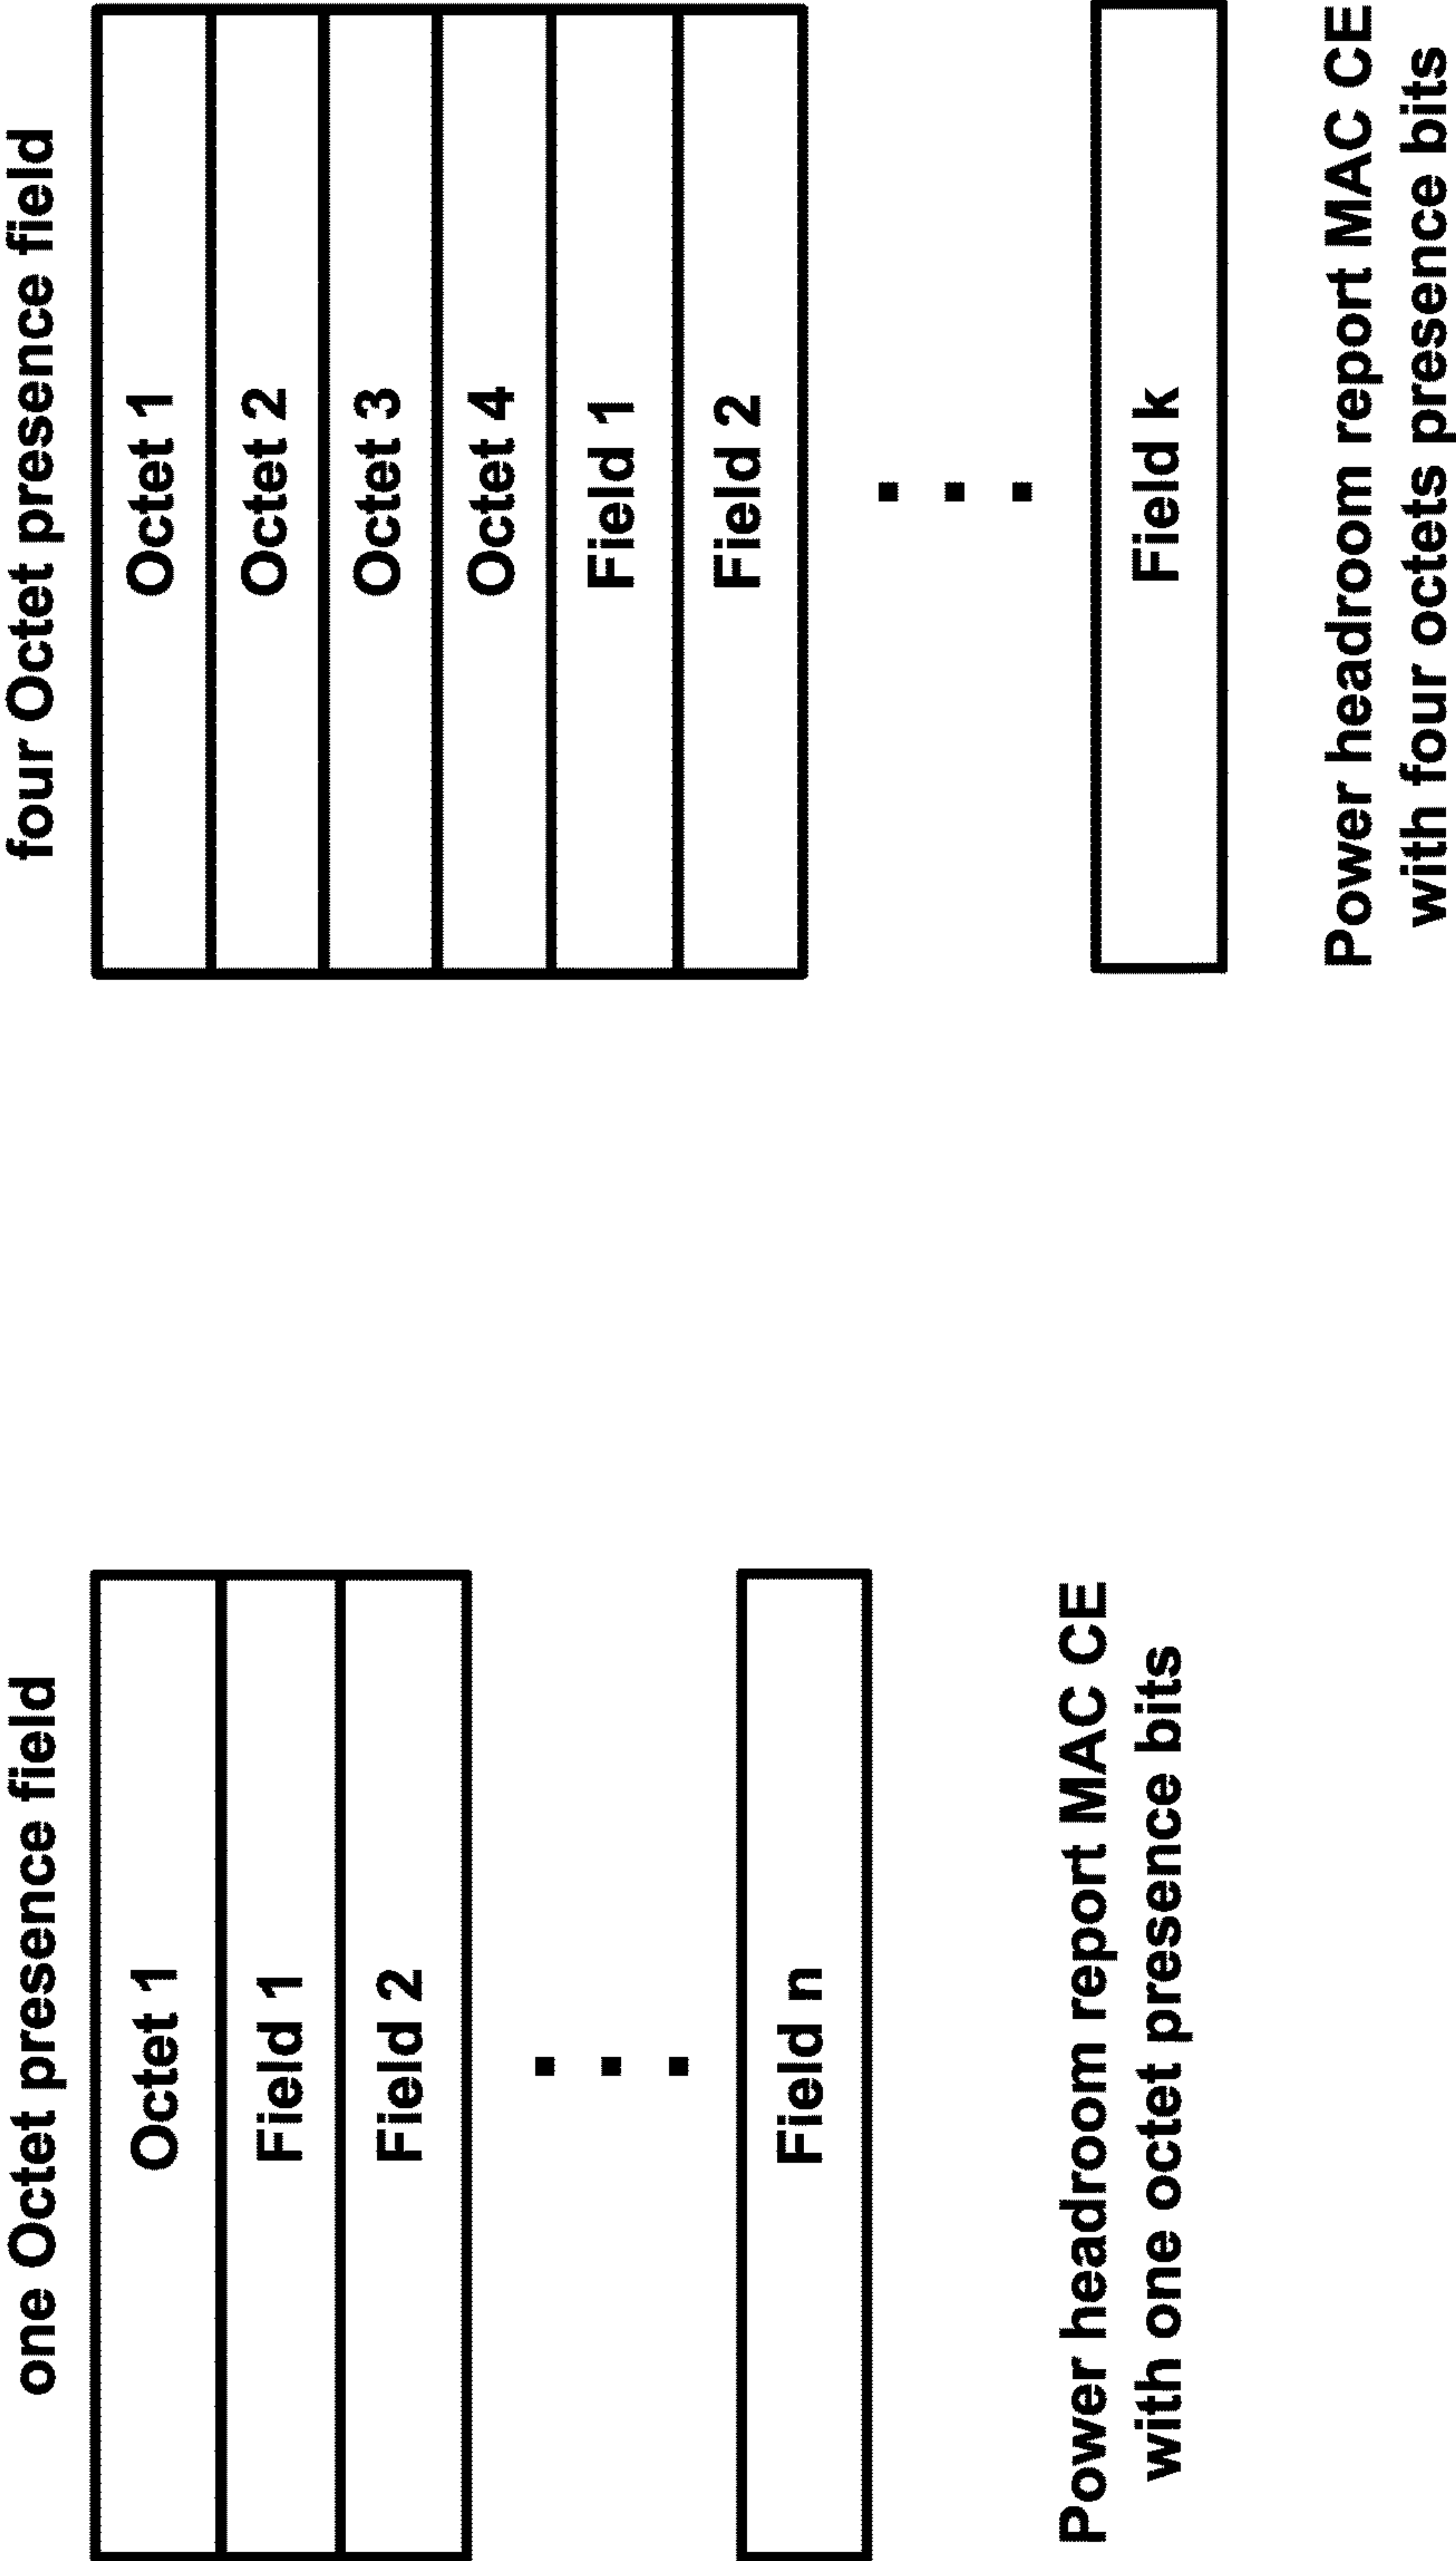 one Octet presence field
Octet 1
Field 1
Field 2
Field n
Power headroom report MAC CE
with one octet presence bits
four Octet presence field
Octet 1
Octet 2
Octet 3
Octet 4
Field 1
Field 2
Field k
Power headroom report MAC CE
with four octets presence bits